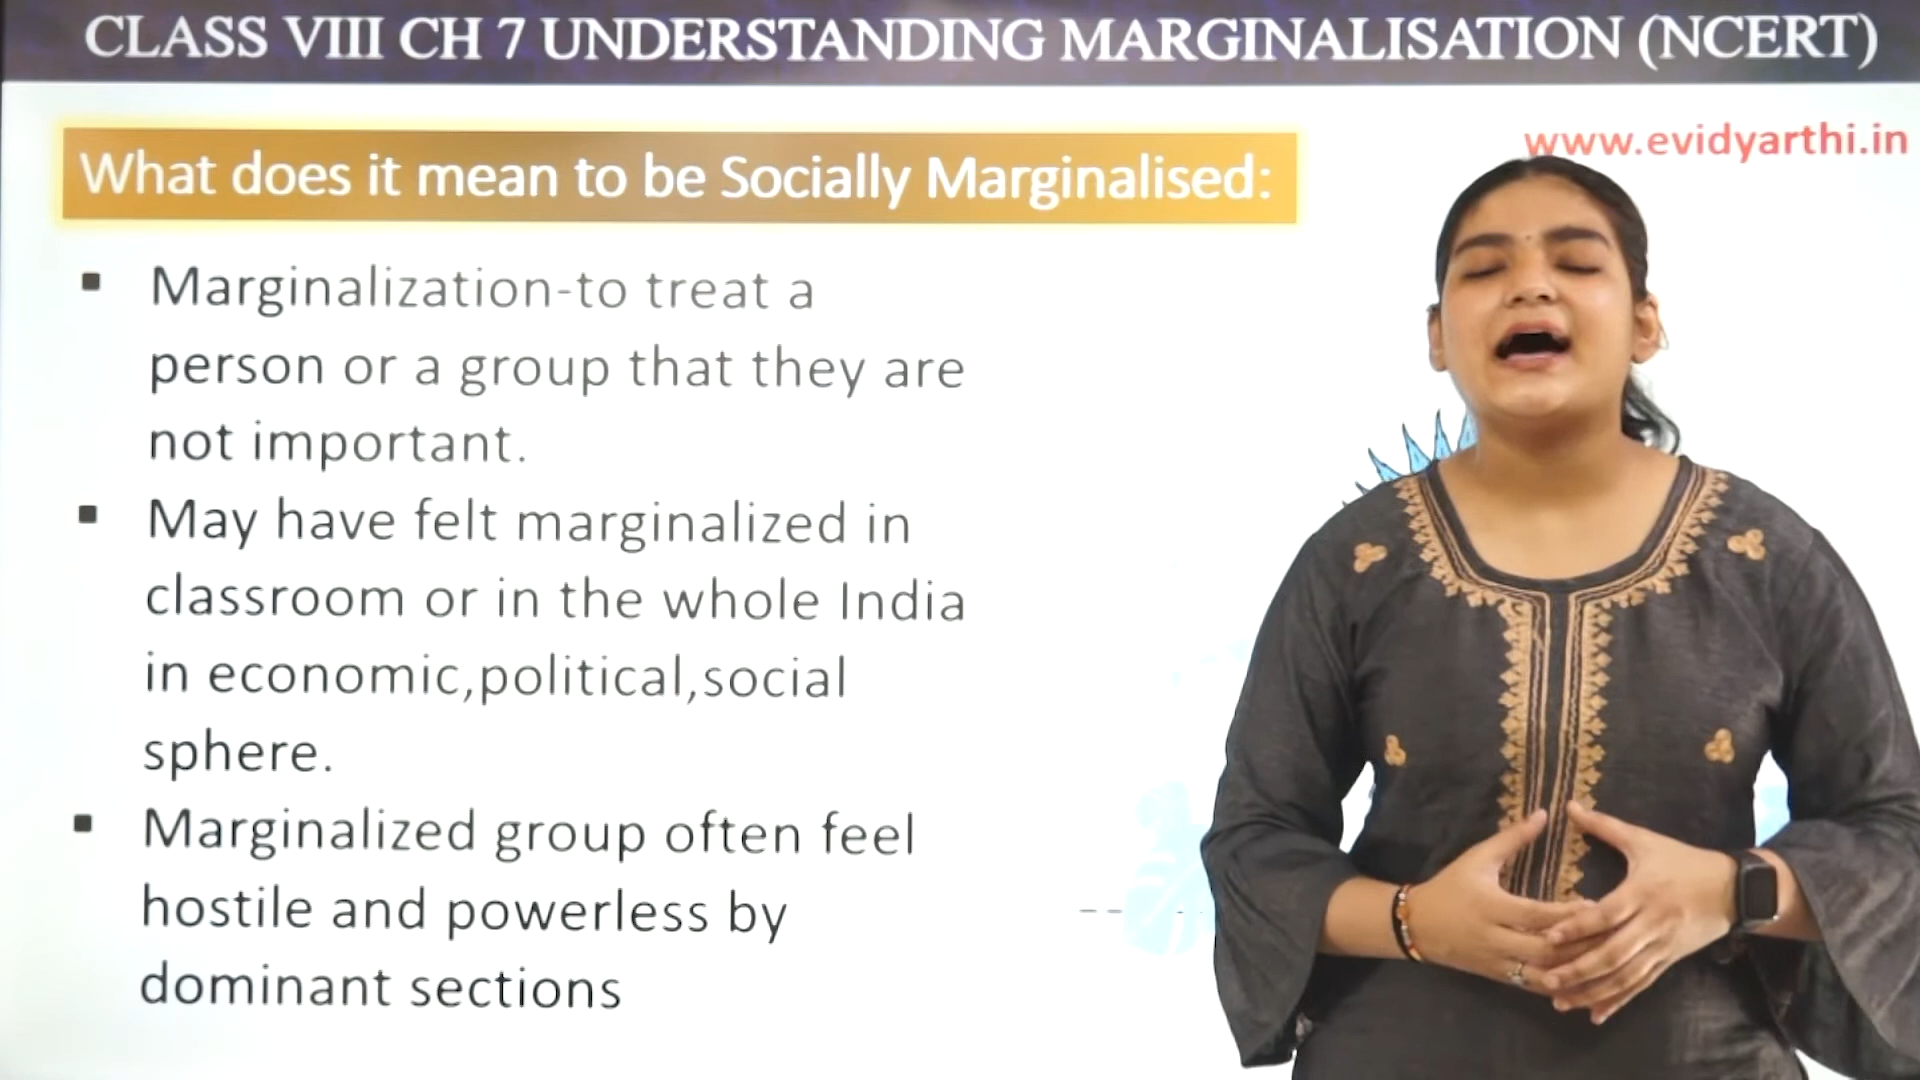 CLASS VIII CH 7 UNDERSTANDING MARGINALISATION (NCERT)
www.evidyarthi.in
What does it mean to be Socially Marginalised:
▪ Marginalization-to treat a
person or a group that they are
not important.
▪ May have felt marginalized in
classroom or in the whole India
in economic,political,social
sphere.
▪ Marginalized group often feel
hostile and powerless by
dominant sections